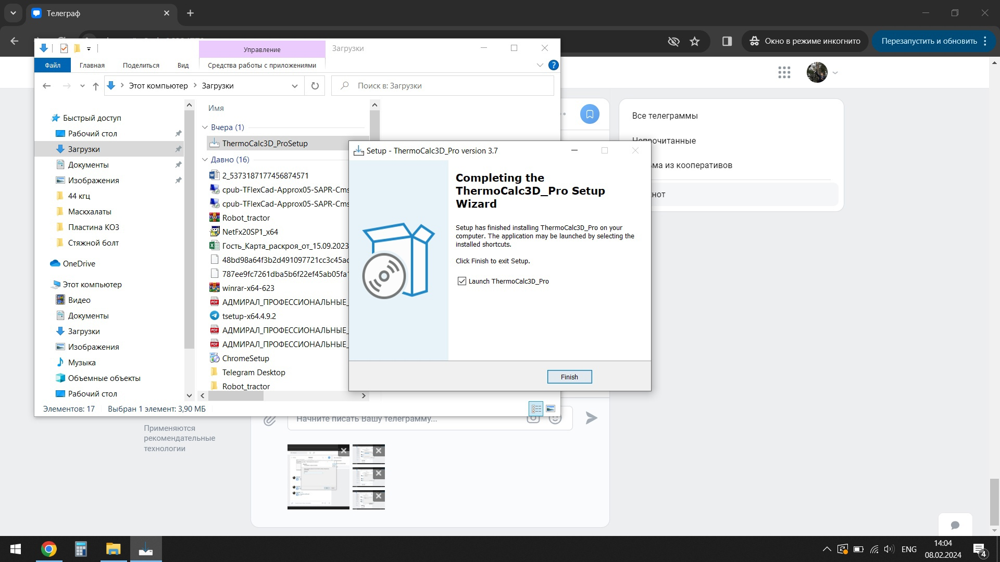 Телеграф
Окно в режиме инкогнито
Перезапустить и обновить
Управление
Загрузки
Файл
Главная
Поделиться
Вид
Средства работы с приложениями
Этот компьютер
Загрузки
Поиск в: Загрузки
Имя
Быстрый доступ
Рабочий стол
Загрузки
Документы
Изображения
44 кгц
Маскхалаты
Пластина КОЗ
Стяжной болт
OneDrive
Этот компьютер
Видео
Документы
Загрузки
Изображения
Музыка
Объемные объекты
Рабочий стол
Вчера (1)
ThermoCalc3D_ProSetup
Давно (16)
2_5373187177456874571
cpub-TFlexCad-Approx05-SAPR-Cms
cpub-TFlexCad-Approx05-SAPR-Cms
Robot_tractor
NetFx20SP1_x64
Гость_Карта_раскроя_от_15.09.2023
48bd98a64f3b2d491097721cc3c45ac
787ee9fc7261dba5b6f22ef45ab05fa
winrar-x64-623
АДМИРАЛ_ПРОФЕССИОНАЛЬНЫЕ_
tsetup-x64.4.9.2
АДМИРАЛ_ПРОФЕССИОНАЛЬНЫЕ_
АДМИРАЛ_ПРОФЕССИОНАЛЬНЫЕ_
ChromeSetup
Telegram Desktop
Robot_tractor
Элементов: 17
Выбран 1 элемент: 3,90 МБ
Setup - ThermoCalc3D_Pro version 3.7
Completing the
ThermoCalc3D_Pro Setup
Wizard
Setup has finished installing ThermoCalc3D_Pro on your
computer. The application may be launched by selecting the
installed shortcuts.
Click Finish to exit Setup.
Launch ThermoCalc3D_Pro
Finish
Все телеграммы
Непрочитанные
ма из кооперативов
нот
Начните писать Вашу телеграмму...
Применяются
рекомендательные
технологии
ENG
14:04
08.02.2024
4